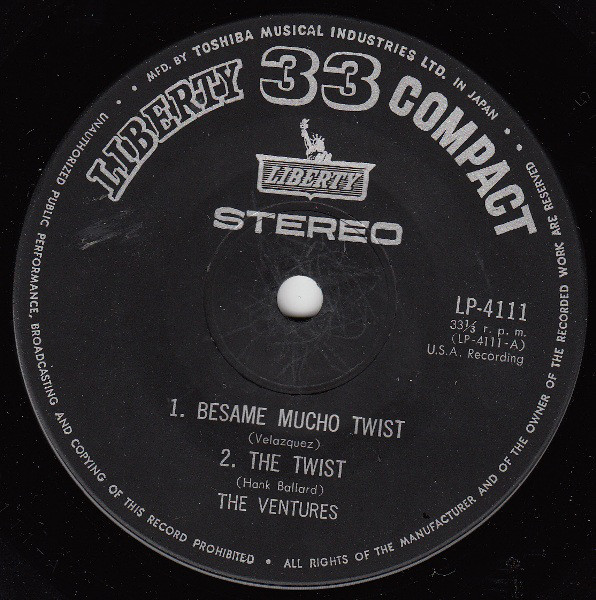 MFD. BY TOSHIBA MUSICAL INDUSTRIES LTD. IN JAPAN
LIBERTY 33 COMPACT
LIBERTY
STEREO
LP-4111
33⅓ r. p. m.
(LP-4111-A)
U.S.A. Recording
1. BESAME MUCHO TWIST
(Velazquez)
2. THE TWIST
(Hank Ballard)
THE VENTURES
UNAUTHORIZED PUBLIC PERFORMANCE, BROADCASTING AND COPYING OF THIS RECORD PROHIBITED • ALL RIGHTS OF THE MANUFACTURER AND OF THE OWNER OF THE RECORDED WORK ARE RESERVED